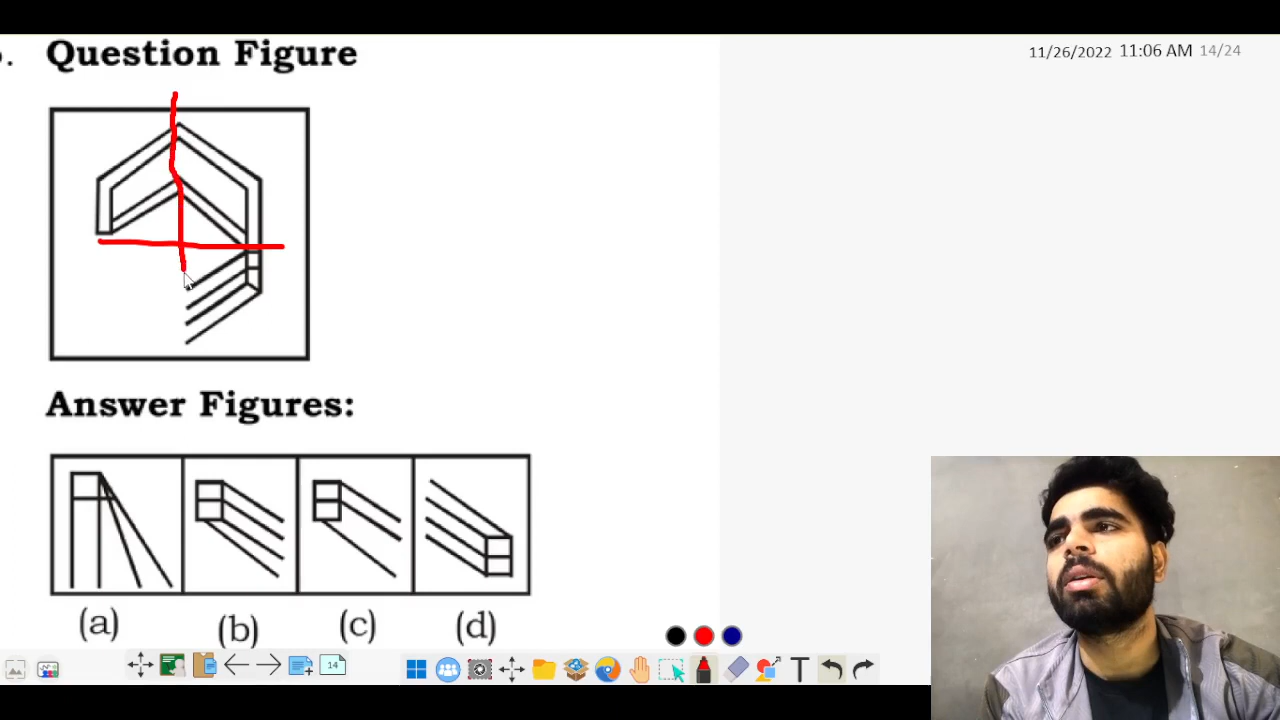 . Question Figure
11/26/2022 11:06 AM 14/24
Answer Figures:
(a) (b) (c) (d)
14
T